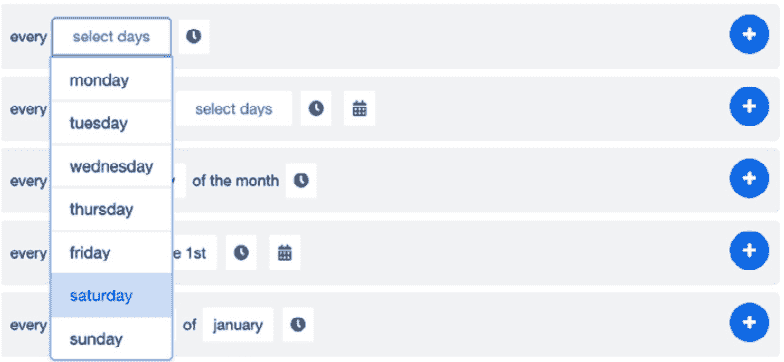 every select days
monday
every tuesday select days
wednesday
every of the month
thursday
every friday e 1st
saturday
every of january
sunday